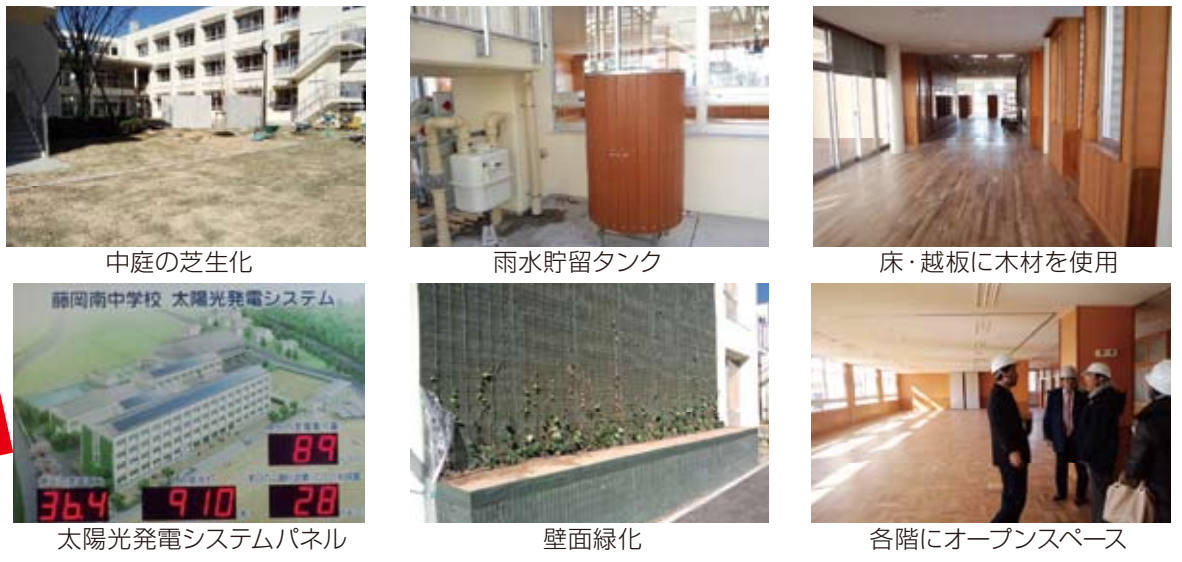 中庭の芝生化
雨水貯留タンク
床・越板に木材を使用
藤岡南中学校 太陽光発電システム
89
36.4
910
28
太陽光発電システムパネル
壁面緑化
各階にオープンスペース